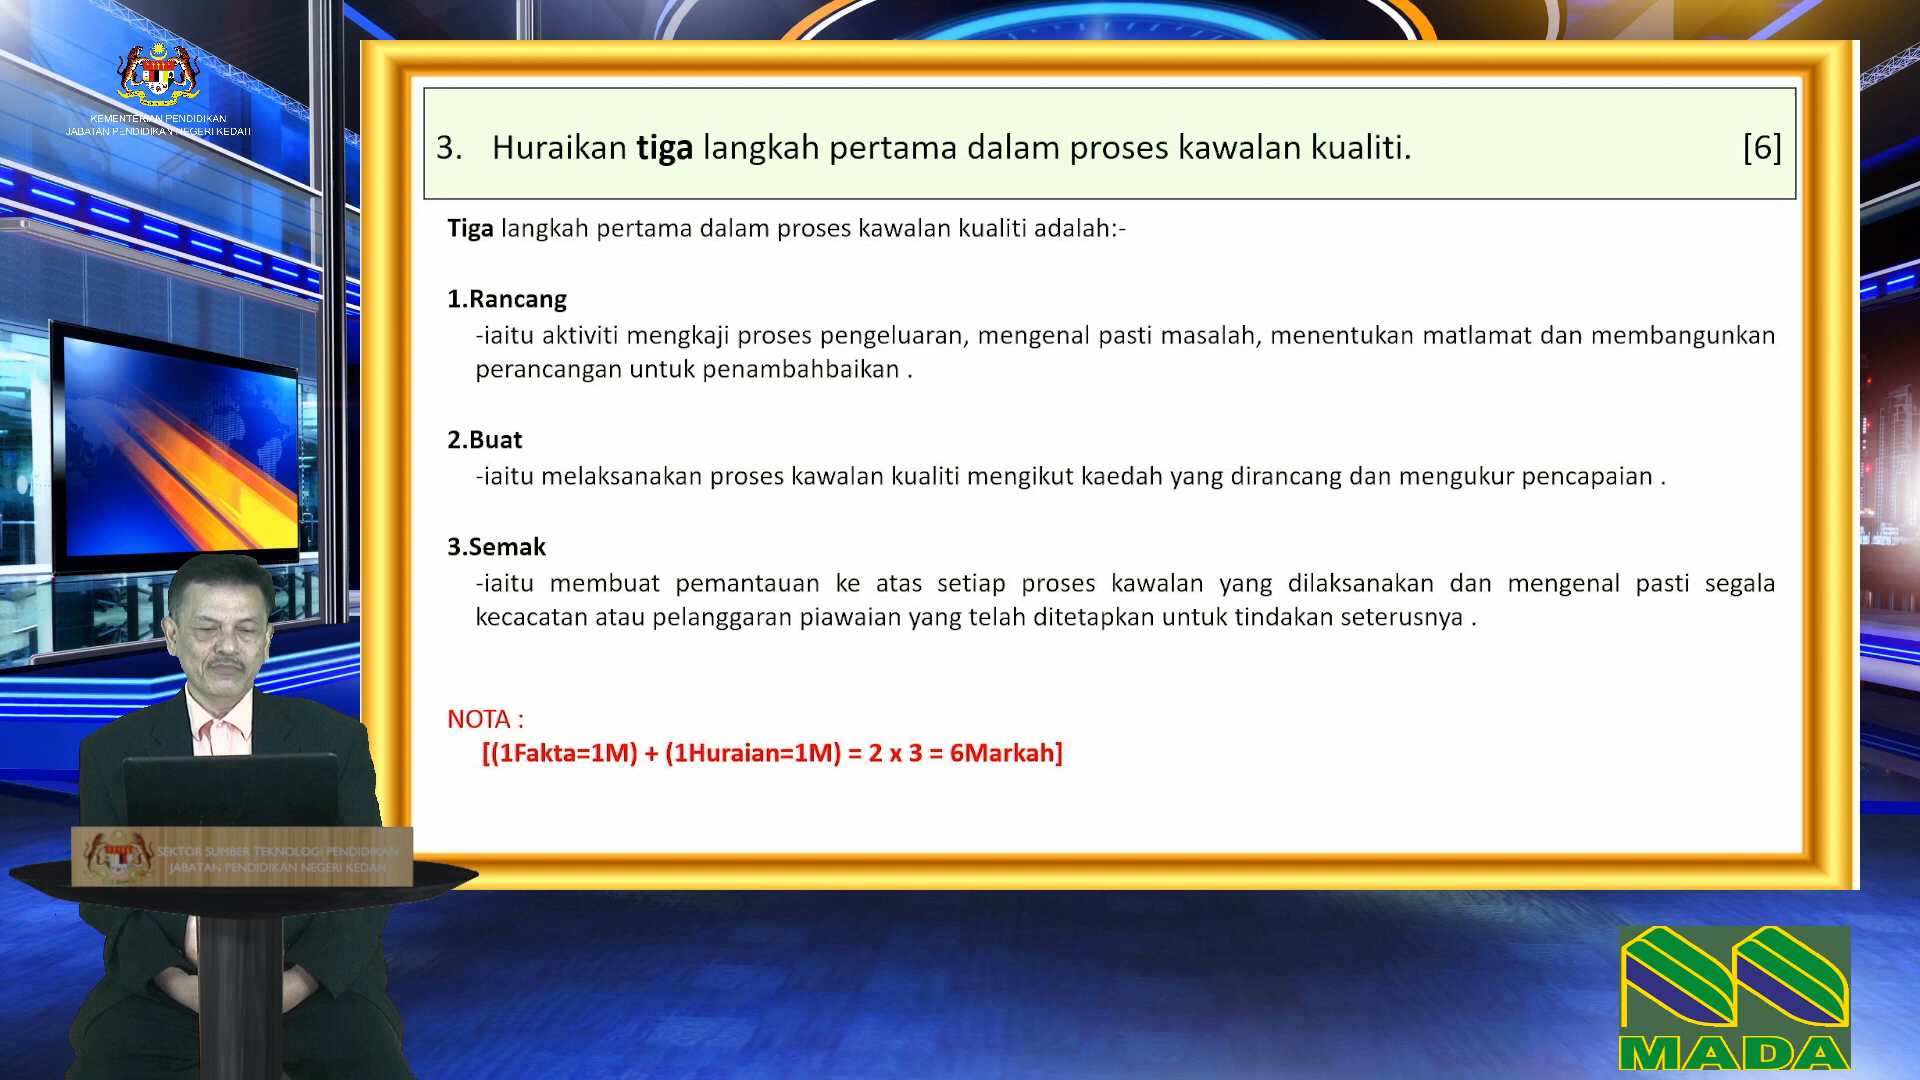 KEMENTERIAN PENDIDIKAN
JABATAN PENDIDIKAN NEGERI KEDAH
3. Huraikan tiga langkah pertama dalam proses kawalan kualiti. [6]
Tiga langkah pertama dalam proses kawalan kualiti adalah:-
1.Rancang
-iaitu aktiviti mengkaji proses pengeluaran, mengenal pasti masalah, menentukan matlamat dan membangunkan
perancangan untuk penambahbaikan .
2.Buat
-iaitu melaksanakan proses kawalan kualiti mengikut kaedah yang dirancang dan mengukur pencapaian .
3.Semak
-iaitu membuat pemantauan ke atas setiap proses kawalan yang dilaksanakan dan mengenal pasti segala
kecacatan atau pelanggaran piawaian yang telah ditetapkan untuk tindakan seterusnya .
NOTA :
[(1Fakta=1M) + (1Huraian=1M) = 2 x 3 = 6Markah]
SEKTOR SUMBER TEKNOLOGI PENDIDIKAN
JABATAN PENDIDIKAN NEGERI KEDAH
MADA